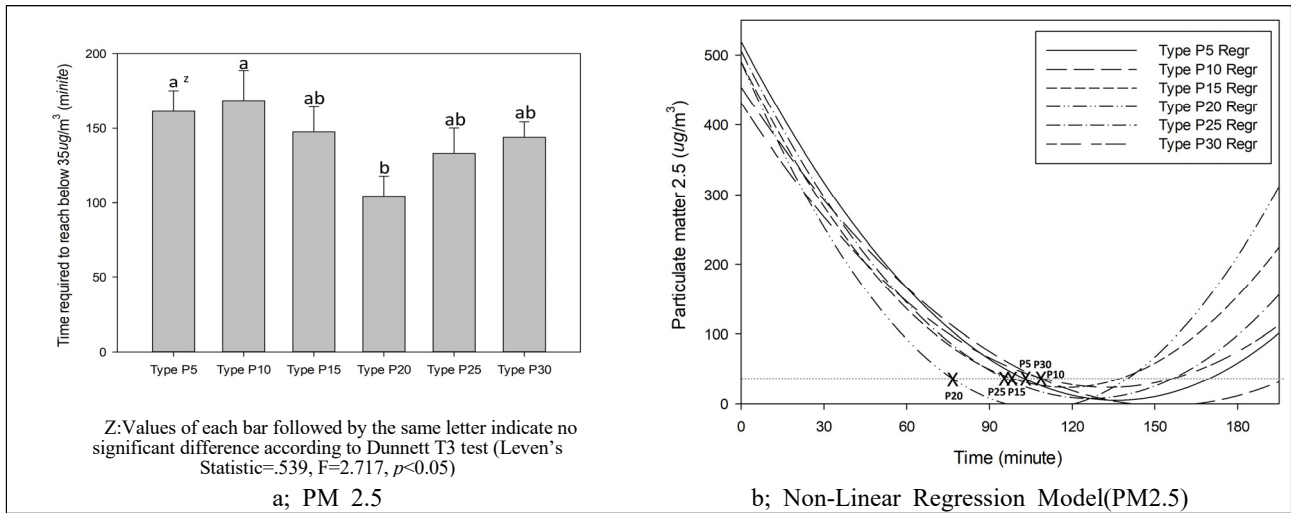 200
150
100
50
0
Time required to reach below 35ug/m³ (minite)
a z
a
ab
b
ab
ab
Type P5
Type P10
Type P15
Type P20
Type P25
Type P30
Z:Values of each bar followed by the same letter indicate no
significant difference according to Dunnett T3 test (Leven's
Statistic=.539, F=2.717, p<0.05)
a; PM 2.5
500
400
300
200
100
0
Particulate matter 2.5 (ug/m³)
Type P5 Regr
Type P10 Regr
Type P15 Regr
Type P20 Regr
Type P25 Regr
Type P30 Regr
P5 P30
P10
P20
P25 P15
0
30
60
90
120
150
180
Time (minute)
b; Non-Linear Regression Model(PM2.5)